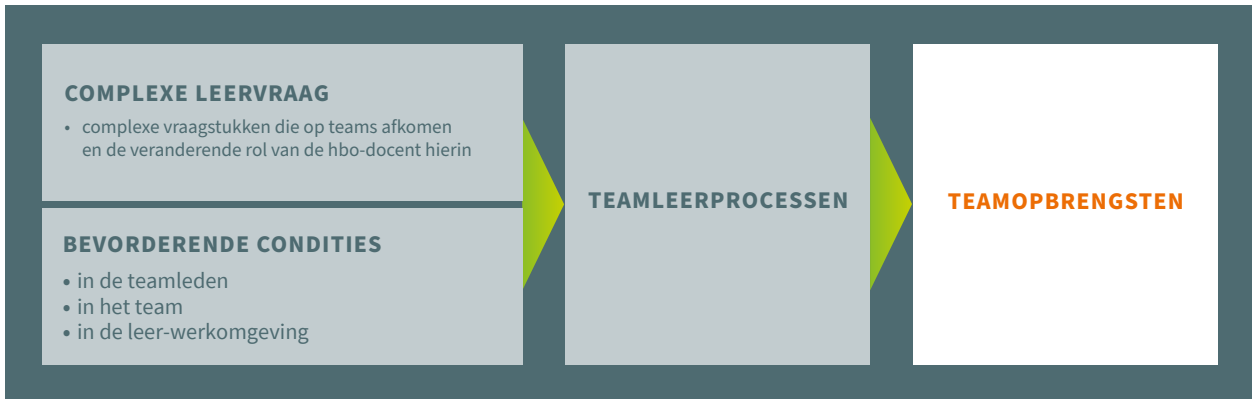 COMPLEXE LEERVRAAG
• complexe vraagstukken die op teams afkomen
en de veranderende rol van de hbo-docent hierin
BEVORDERENDE CONDITIES
• in de teamleden
• in het team
• in de leer-werkomgeving
TEAMLEERPROCESSEN
TEAMOPBRENGSTEN